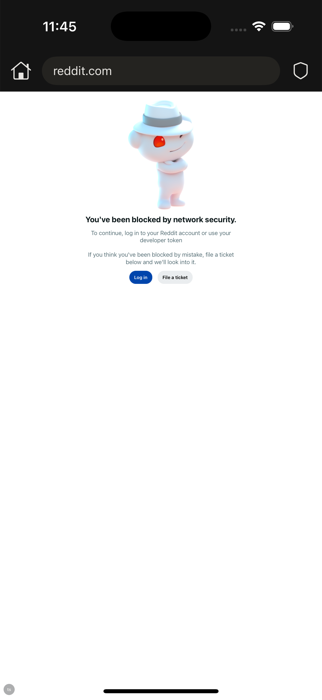 11:45
reddit.com
You've been blocked by network security.
To continue, log in to your Reddit account or use your
developer token
If you think you've been blocked by mistake, file a ticket
below and we'll look into it.
Log in
File a ticket